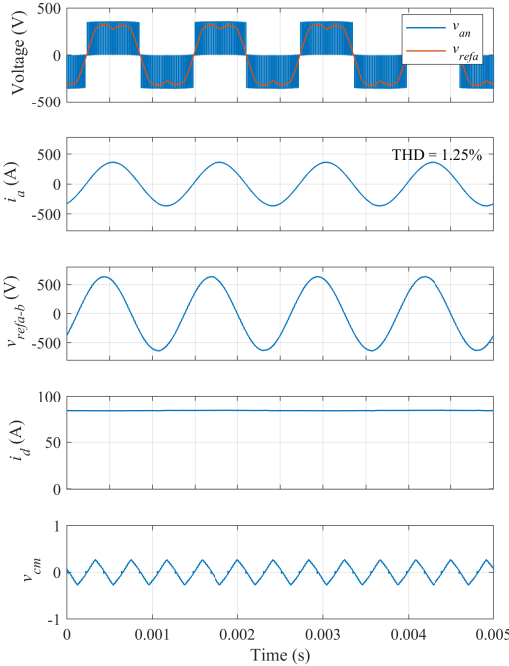 500
0
-500
Voltage (V)
v_an
v_refa
500
0
-500
i_a (A)
THD = 1.25%
500
0
-500
v_refa-b (V)
100
50
0
i_d (A)
1
0
-1
v_cm
0 0.001 0.002 0.003 0.004 0.005
Time (s)